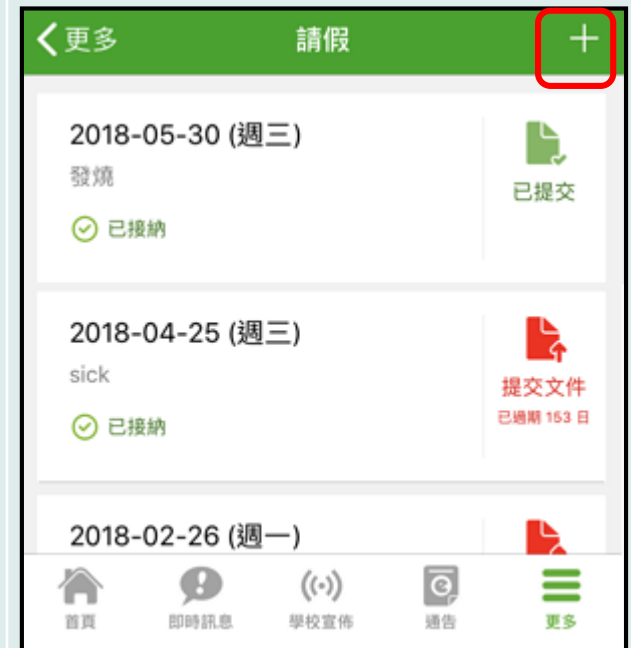 更多
請假
2018-05-30 (週三)
發燒
已接納
已提交
2018-04-25 (週三)
sick
已接納
提交文件
已過期 153 日
2018-02-26 (週一)
首頁
即時訊息
學校宣佈
通告
更多